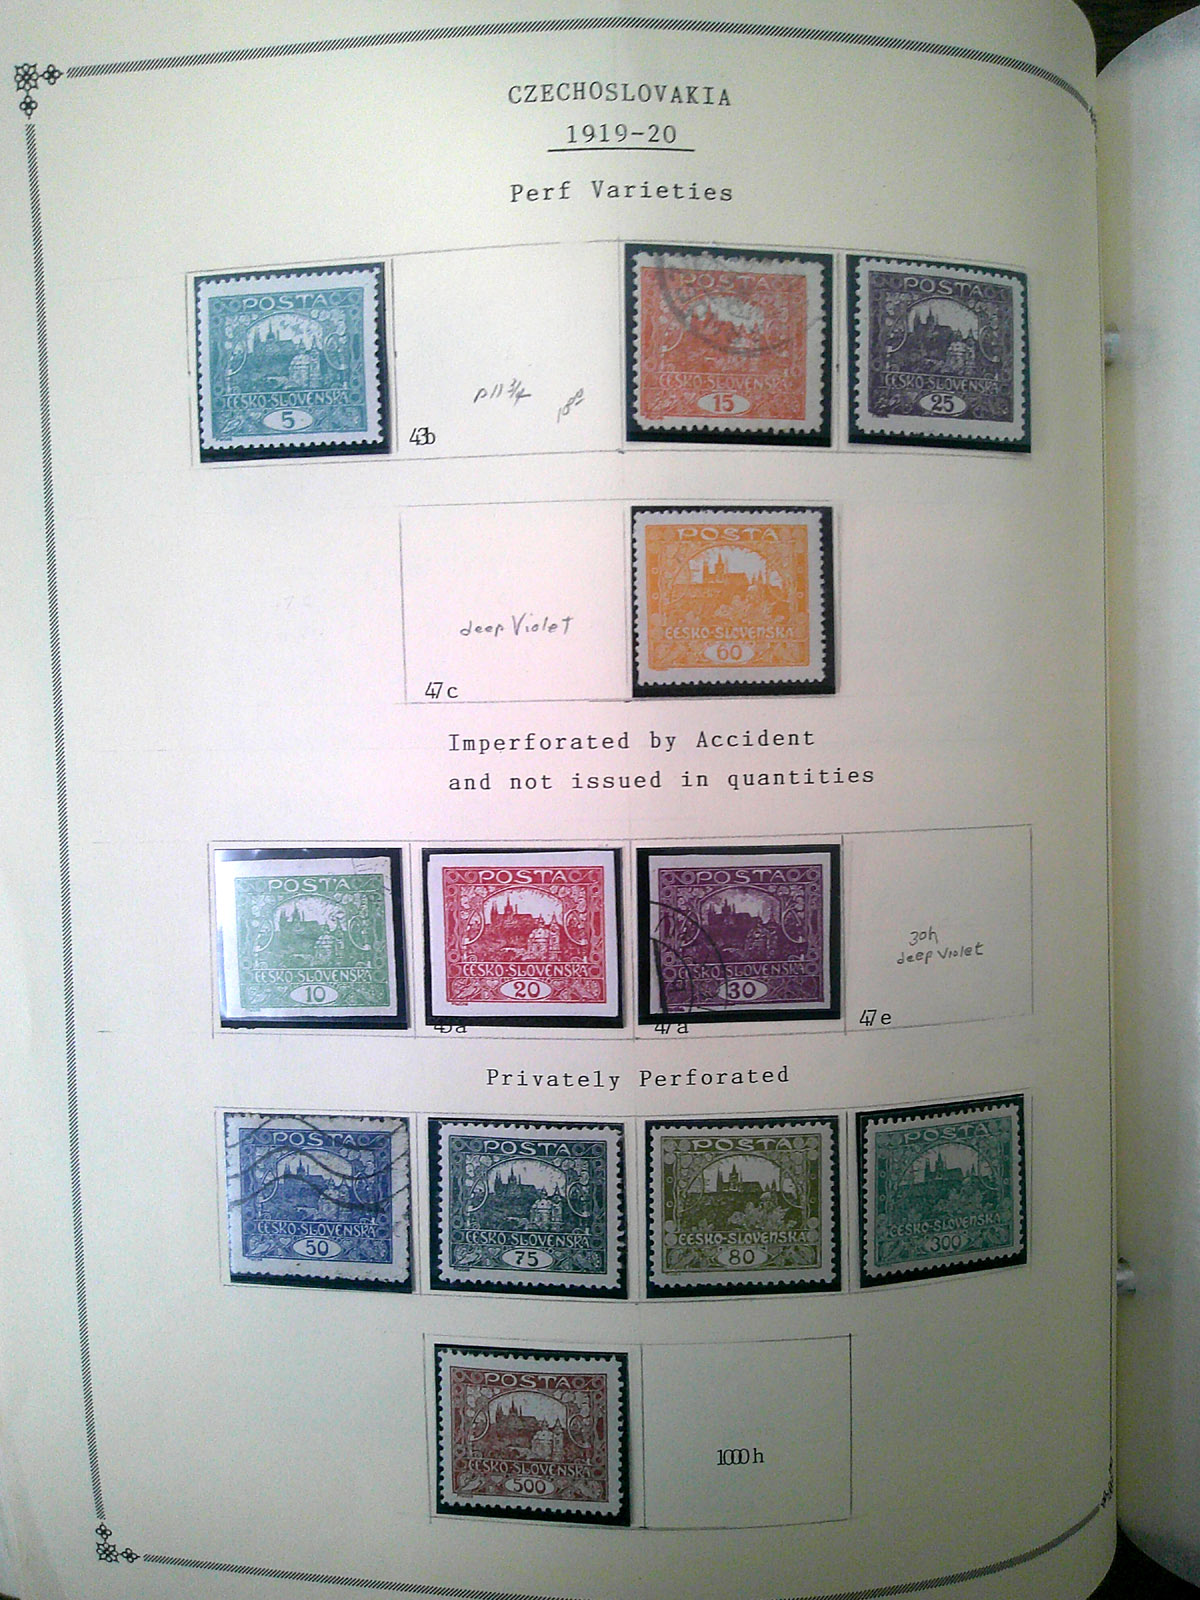 CZECHOSLOVAKIA
1919-20
Perf Varieties
POSTA
ČESKO-SLOVENSKÁ
5
43b
p 11 3/4
POSTA
ČESKO-SLOVENSKÁ
15
POSTA
ČESKO-SLOVENSKÁ
25
47c
deep Violet
POSTA
ČESKO-SLOVENSKÁ
60
Imperforated by Accident
and not issued in quantities
POSTA
ČESKO-SLOVENSKÁ
10
POSTA
ČESKO-SLOVENSKÁ
20
45a
POSTA
ČESKO-SLOVENSKÁ
30
47a
30h
deep Violet
47e
Privately Perforated
POSTA
ČESKO-SLOVENSKÁ
50
POSTA
ČESKO-SLOVENSKÁ
75
POSTA
ČESKO-SLOVENSKÁ
80
POSTA
ČESKO-SLOVENSKÁ
300
POSTA
ČESKO-SLOVENSKÁ
500
1000h